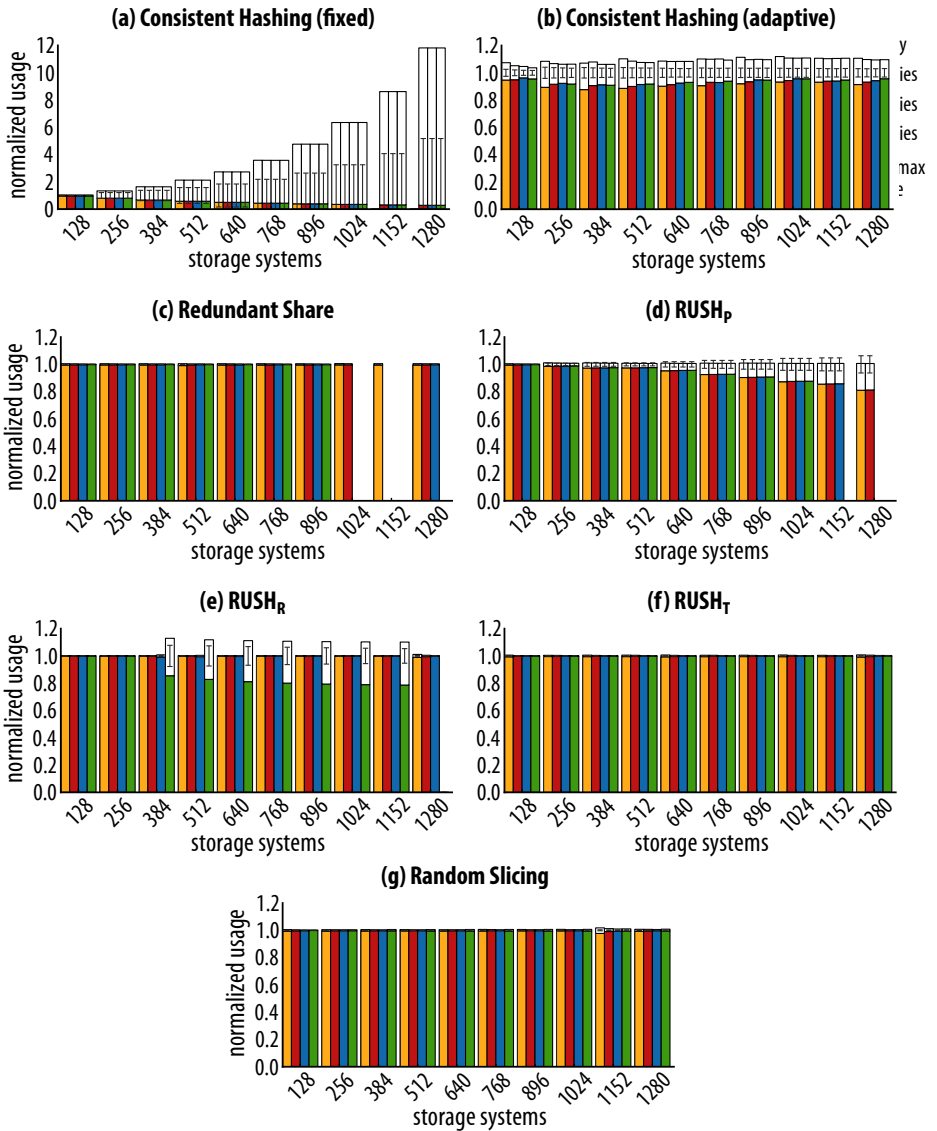 (a) Consistent Hashing (fixed)
normalized usage
12
10
8
6
4
2
0
128 256 384 512 640 768 896 1024 1152 1280
storage systems
(b) Consistent Hashing (adaptive)
1.2
1.0
0.8
0.6
0.4
0.2
0.0
128 256 384 512 640 768 896 1024 1152 1280
storage systems
y
ies
ies
ies
max
e
(c) Redundant Share
normalized usage
1.2
1.0
0.8
0.6
0.4
0.2
0.0
128 256 384 512 640 768 896 1024 1152 1280
storage systems
(d) RUSHP
1.2
1.0
0.8
0.6
0.4
0.2
0.0
128 256 384 512 640 768 896 1024 1152 1280
storage systems
(e) RUSHR
normalized usage
1.2
1.0
0.8
0.6
0.4
0.2
0.0
128 256 384 512 640 768 896 1024 1152 1280
storage systems
(f) RUSHT
1.2
1.0
0.8
0.6
0.4
0.2
0.0
128 256 384 512 640 768 896 1024 1152 1280
storage systems
(g) Random Slicing
normalized usage
1.2
1.0
0.8
0.6
0.4
0.2
0.0
128 256 384 512 640 768 896 1024 1152 1280
storage systems